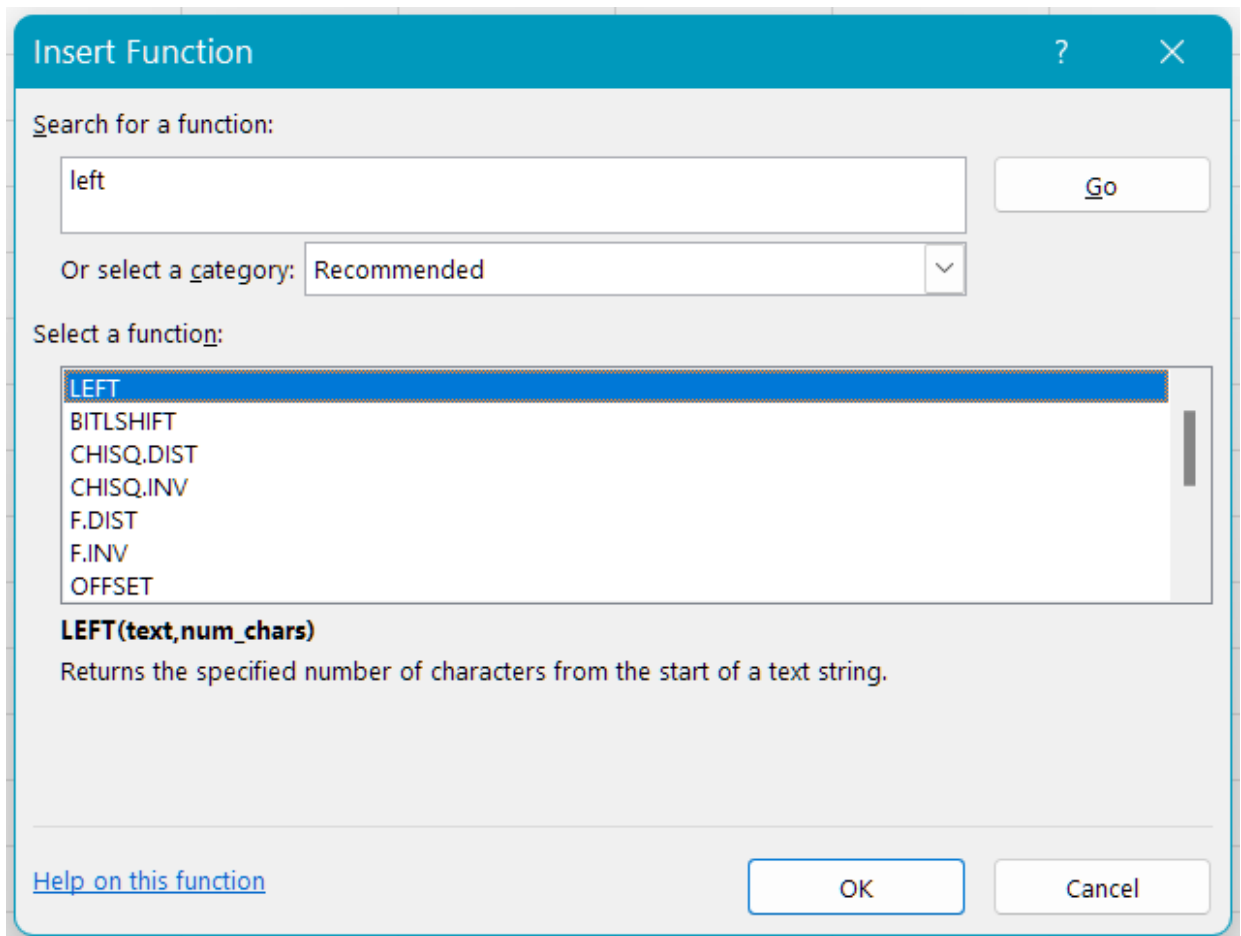 Insert Function ?
Search for a function:
left
Go
Or select a category: Recommended
Select a function:
LEFT
BITLSHIFT
CHISQ.DIST
CHISQ.INV
F.DIST
F.INV
OFFSET
LEFT(text,num_chars)
Returns the specified number of characters from the start of a text string.
Help on this function OK Cancel